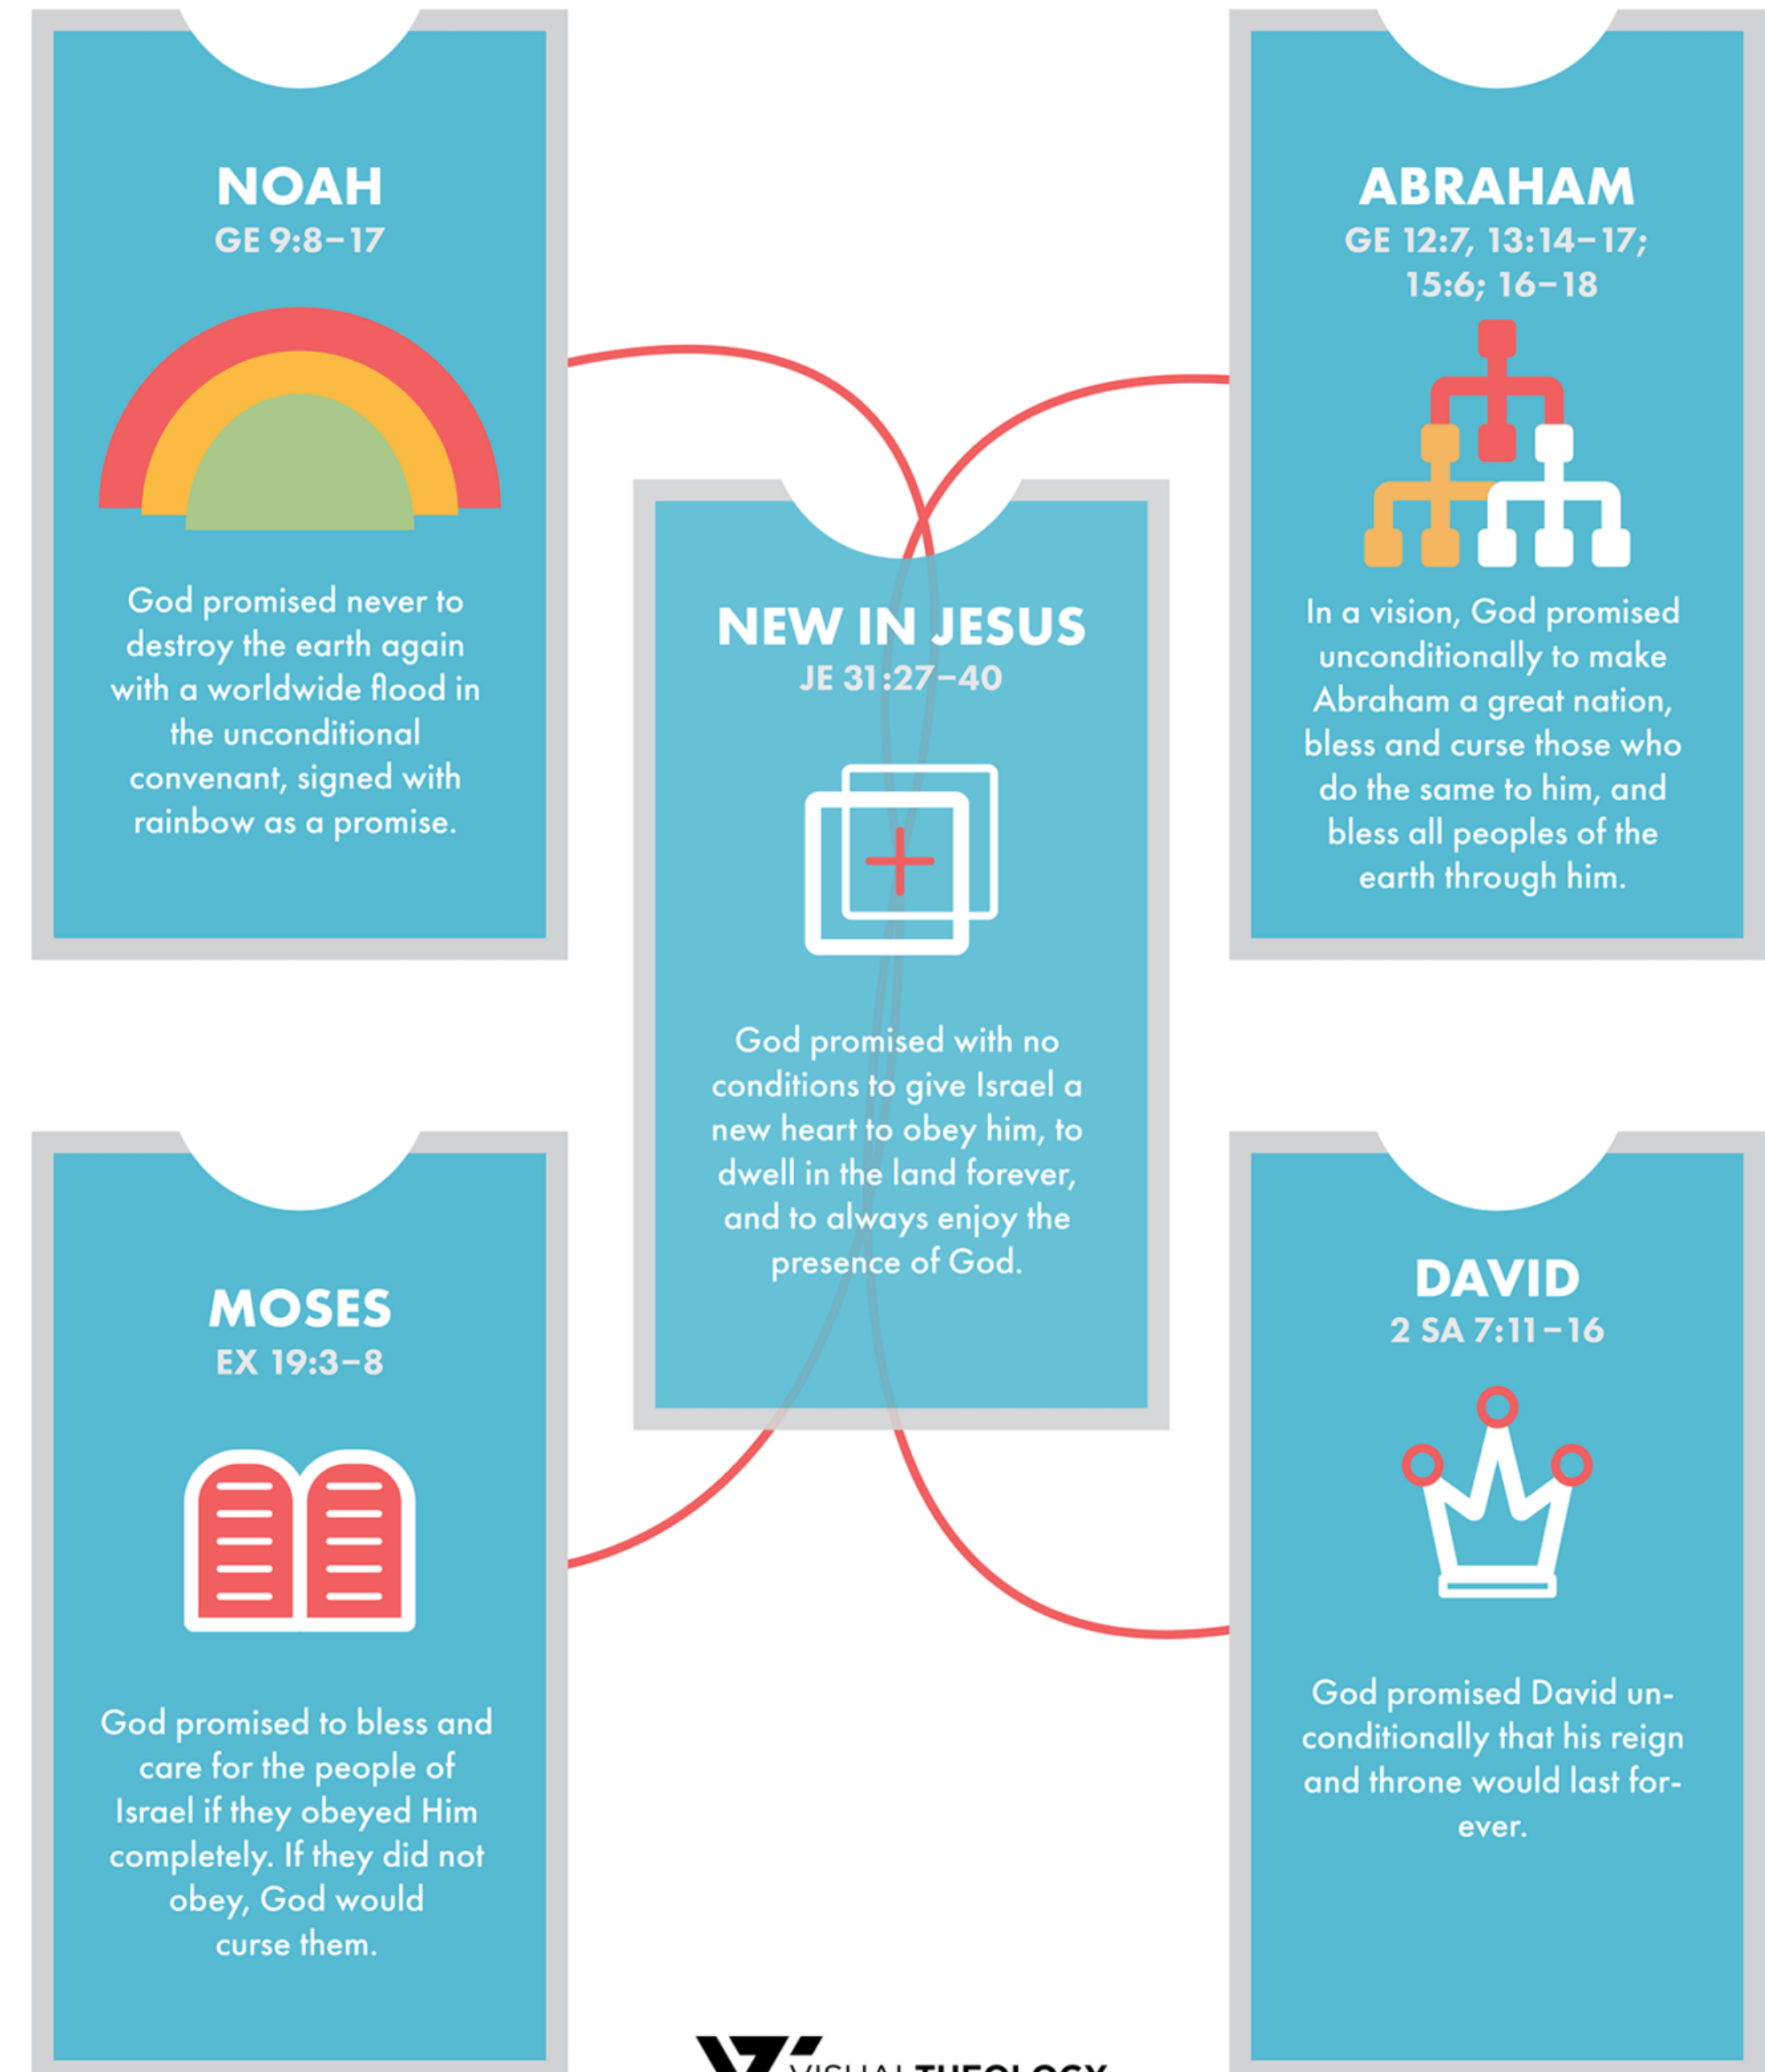 NOAH
GE 9:8–17
God promised never to
destroy the earth again
with a worldwide flood in
the unconditional
convenant, signed with
rainbow as a promise.
ABRAHAM
GE 12:7, 13:14–17;
15:6; 16–18
In a vision, God promised
unconditionally to make
Abraham a great nation,
bless and curse those who
do the same to him, and
bless all peoples of the
earth through him.
NEW IN JESUS
JE 31:27–40
God promised with no
conditions to give Israel a
new heart to obey him, to
dwell in the land forever,
and to always enjoy the
presence of God.
MOSES
EX 19:3–8
God promised to bless and
care for the people of
Israel if they obeyed Him
completely. If they did not
obey, God would
curse them.
DAVID
2 SA 7:11–16
God promised David un-
conditionally that his reign
and throne would last for-
ever.
VISUALTHEOLOGY